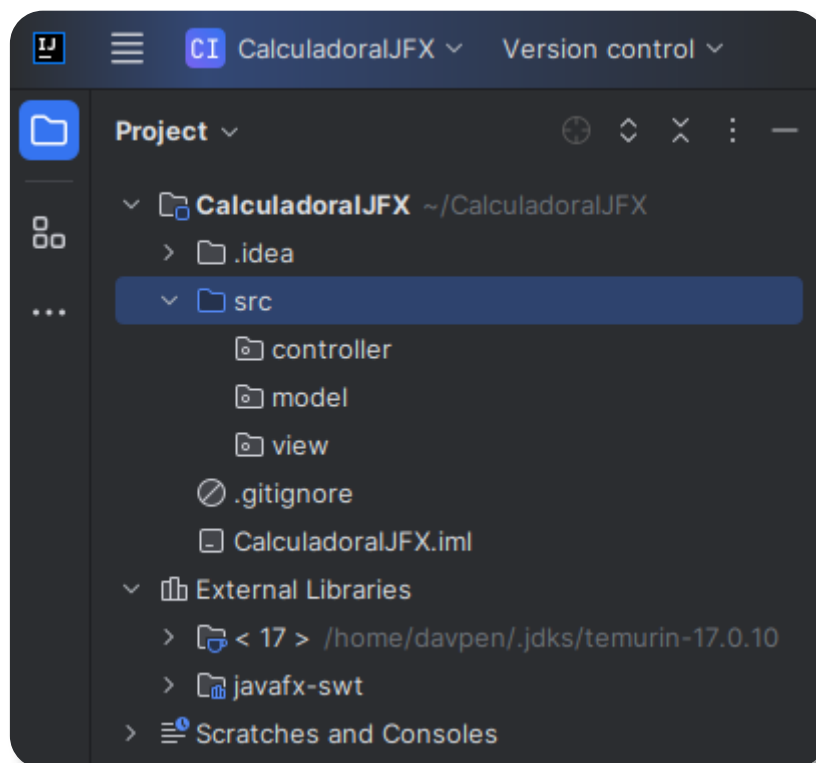 IJ CI CalculadoraIJFX Version control
Project
CalculadoraIJFX ~/CalculadoraIJFX
.idea
src
controller
model
view
.gitignore
CalculadoraIJFX.iml
External Libraries
< 17 > /home/davpen/.jdks/temurin-17.0.10
javafx-swt
Scratches and Consoles